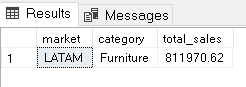 Results Messages
market category total_sales
1 LATAM Furniture 811970.62